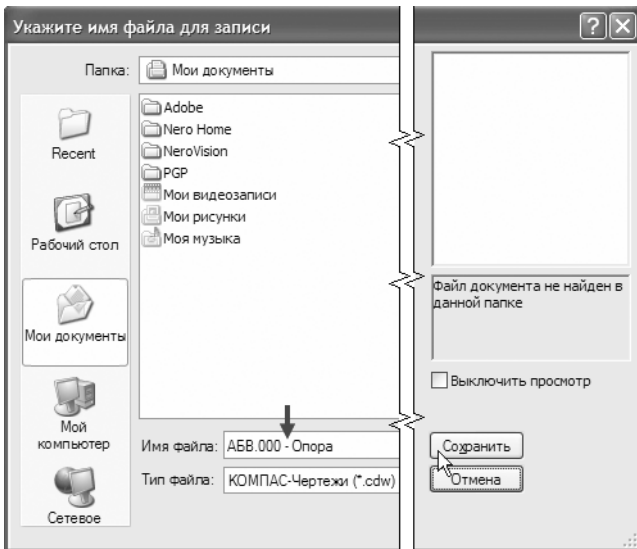 Укажите имя файла для записи
Папка: Мои документы
Recent
Рабочий стол
Мои документы
Мой
компьютер
Сетевое
Adobe
Nero Home
NeroVision
PGP
Мои видеозаписи
Мои рисунки
Моя музыка
Имя файла: АБВ.000 - Опора
Тип файла: КОМПАС-Чертежи (*.cdw)
Файл документа не найден в
данной папке
Выключить просмотр
Сохранить
Отмена